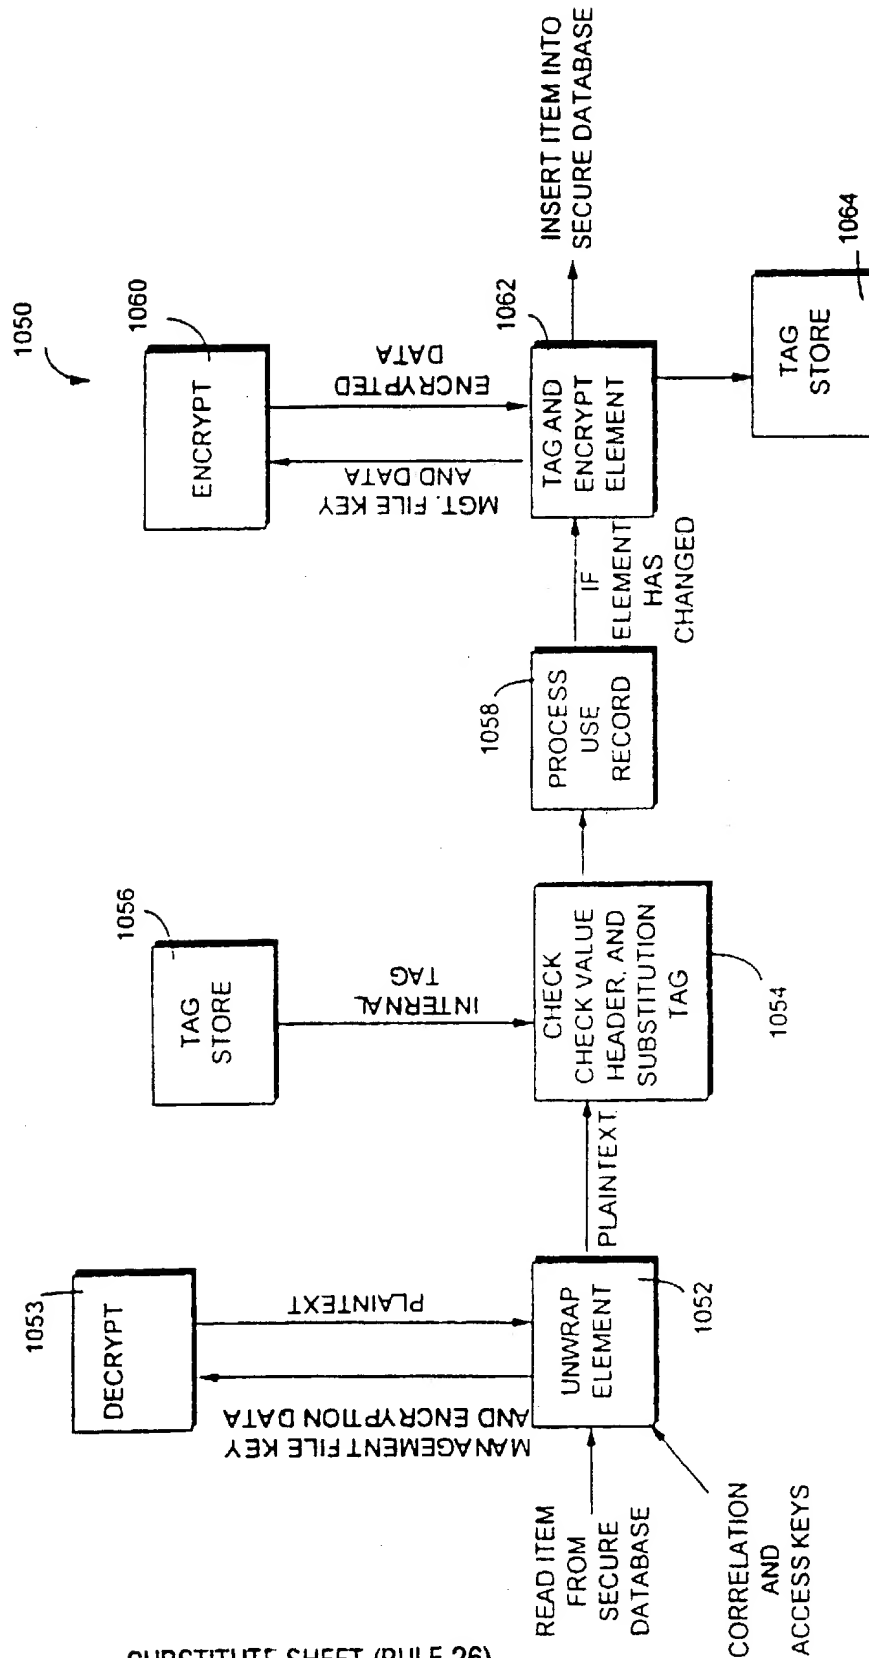 1050
1053
DECRYPT
MANAGEMENT FILE KEY
AND ENCRYPTION DATA
PLAINTEXT
READ ITEM
FROM
SECURE
DATABASE
CORRELATION
AND
ACCESS KEYS
UNWRAP
ELEMENT
1052
PLAINTEXT
1056
TAG
STORE
INTERNAL
TAG
CHECK
CHECK VALUE
HEADER, AND
SUBSTITUTION
TAG
1054
1058
PROCESS
USE
RECORD
IF
ELEMENT
HAS
CHANGED
1060
ENCRYPT
MGT. FILE KEY
AND DATA
ENCRYPTED
DATA
1062
TAG AND
ENCRYPT
ELEMENT
INSERT ITEM INTO
SECURE DATABASE
TAG
STORE
1064
SUBSTITUTE SHEET (RULE 26)